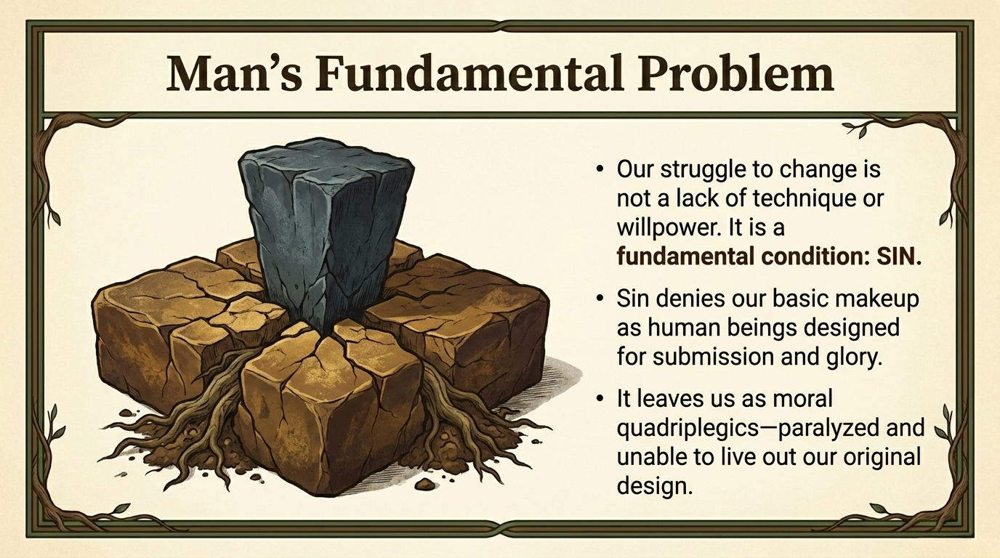 Man’s Fundamental Problem
• Our struggle to change is
not a lack of technique or
willpower. It is a
fundamental condition: SIN.
• Sin denies our basic makeup
as human beings designed
for submission and glory.
• It leaves us as moral
quadriplegics—paralyzed and
unable to live out our original
design.